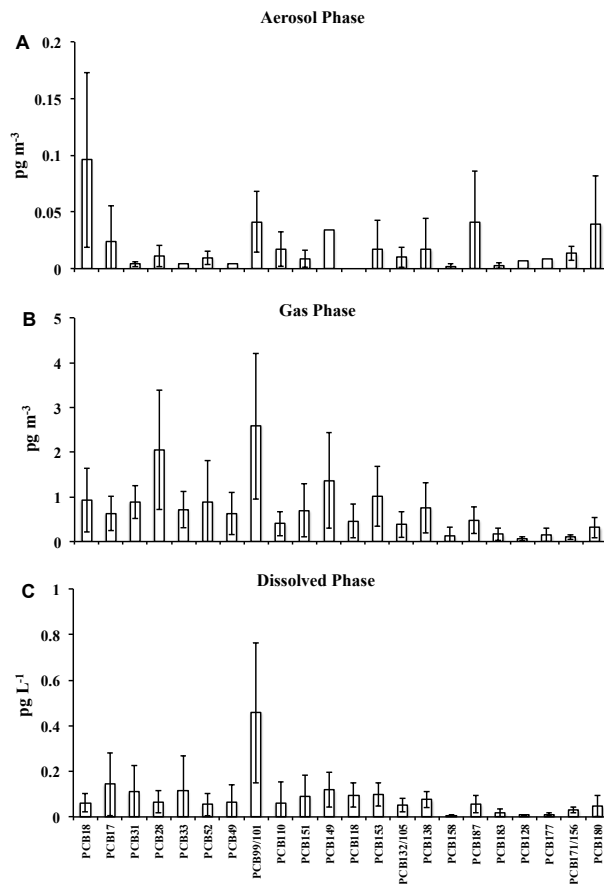 Aerosol Phase
A
0.2
0.15
0.1
0.05
0
pg m-3
Gas Phase
B
5
4
3
2
1
0
pg m-3
Dissolved Phase
C
1
0.8
0.6
0.4
0.2
0
pg L-1
PCB18
PCB17
PCB31
PCB28
PCB33
PCB52
PCB49
PCB99/101
PCB110
PCB151
PCB149
PCB118
PCB153
PCB132/105
PCB138
PCB158
PCB187
PCB183
PCB128
PCB177
PCB171/156
PCB180